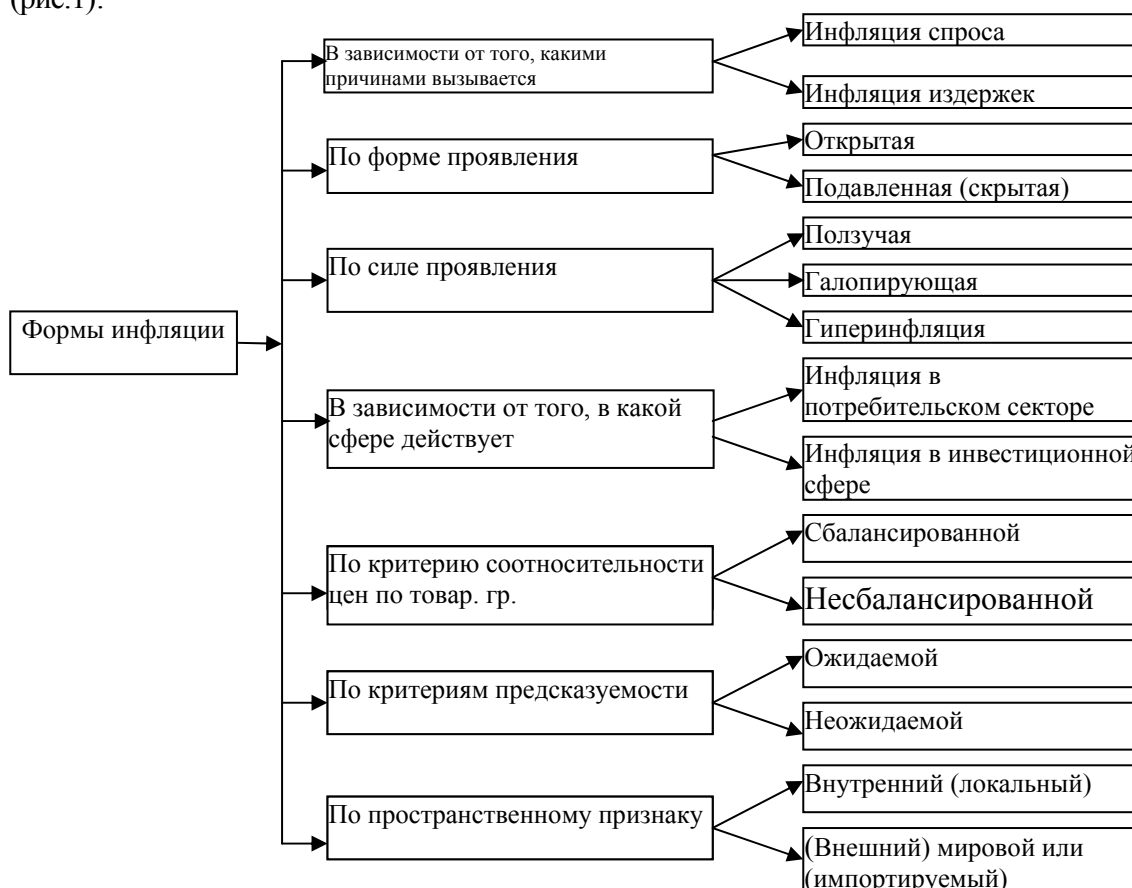 (рис.1).
Формы инфляции
В зависимости от того, какими
причинами вызывается
Инфляция спроса
Инфляция издержек
По форме проявления
Открытая
Подавленная (скрытая)
По силе проявления
Ползучая
Галопирующая
Гиперинфляция
В зависимости от того, в какой
сфере действует
Инфляция в
потребительском секторе
Инфляция в инвестиционной
сфере
По критерию соотносительности
цен по товар. гр.
Сбалансированной
Несбалансированной
По критериям предсказуемости
Ожидаемой
Неожидаемой
По пространственному признаку
Внутренний (локальный)
(Внешний) мировой или
(импортируемый)